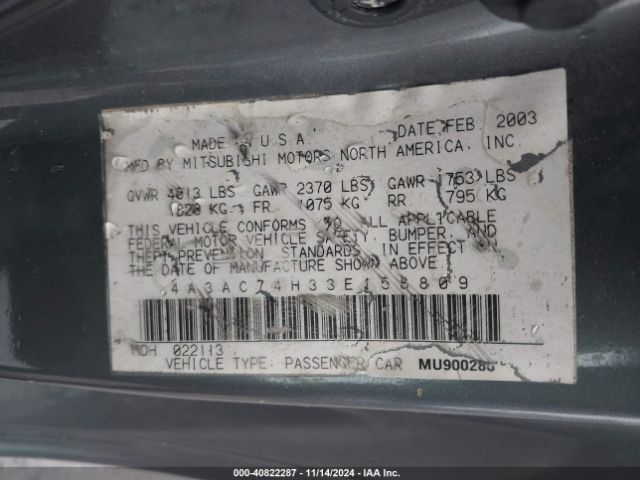 MADE U.S.A. DATE FEB 2003
MFD BY MITSUBISHI MOTORS NORTH AMERICA, INC.
GVWR 4013 LBS GAWR 2370 LBS GAWR 1753 LBS
1820 KG FR 1075 KG RR 795 KG
THIS VEHICLE CONFORMS TO ALL APPLICABLE
FEDERAL MOTOR VEHICLE SAFETY, BUMPER, AND
THEFT PREVENTION STANDARDS IN EFFECT ON
THE DATE OF MANUFACTURE SHOWN ABOVE
4A3AC74H33E155809
MDH 022113
VEHICLE TYPE: PASSENGER CAR MU900286
000-40822287 - 11/14/2024 - IAA Inc.